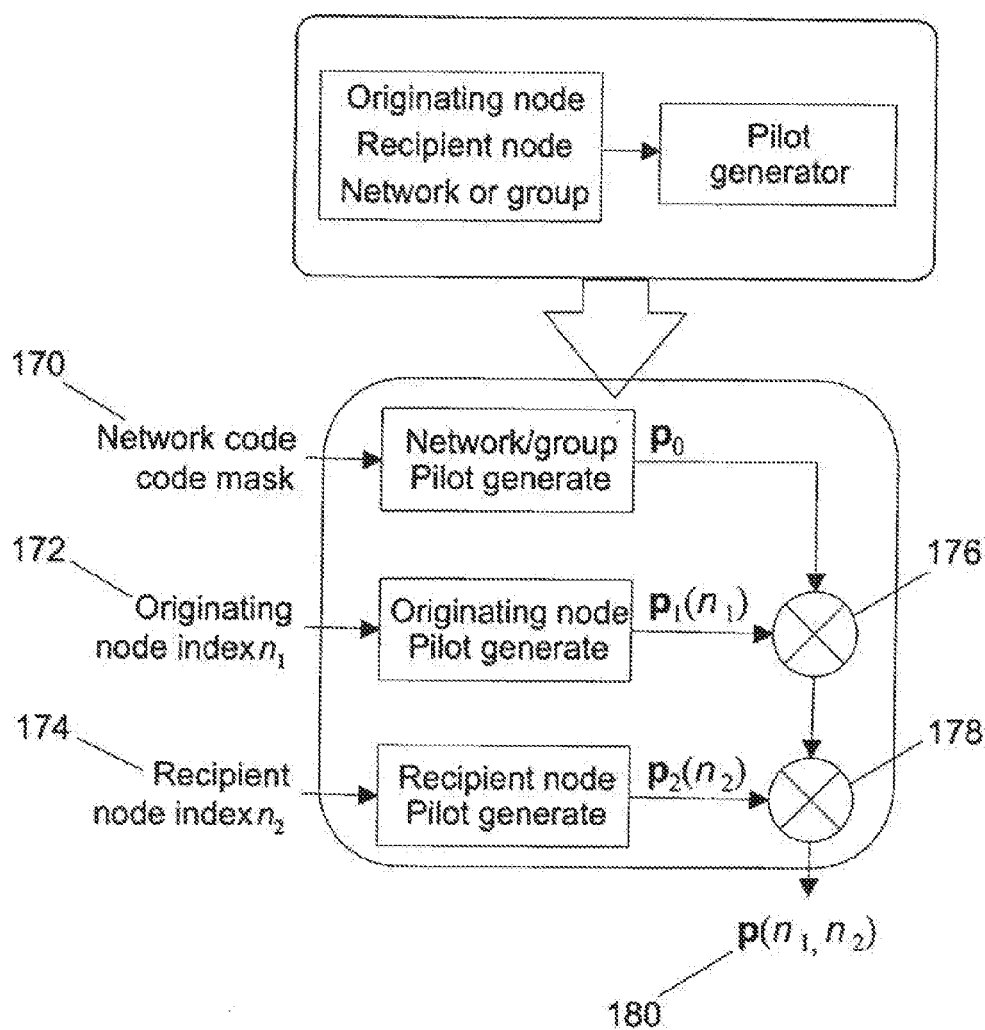 Originating node
Recipient node
Network or group
Pilot
generator
170
Network code
code mask
Network/group
Pilot generate
p0
172
Originating
node index n1
Originating node
Pilot generate
p1(n1)
176
174
Recipient
node index n2
Recipient node
Pilot generate
p2(n2)
178
p(n1, n2)
180